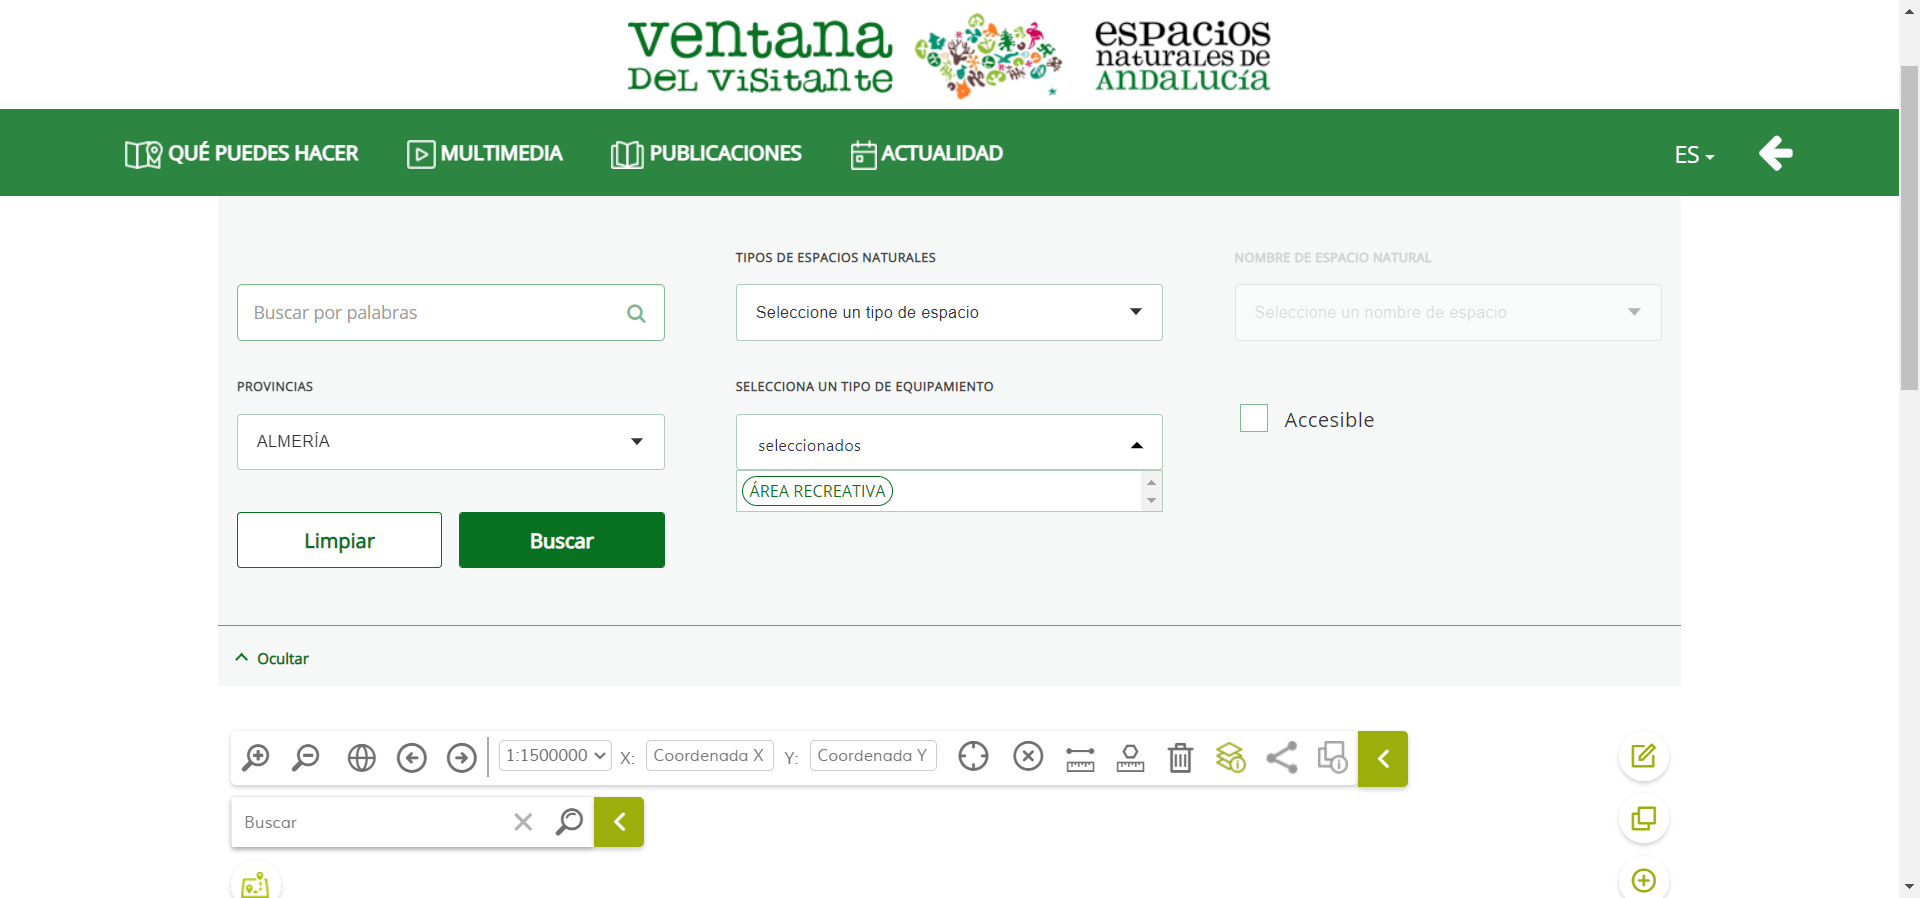 ventana
DEL VISITANTE
espacios
naturales de
ANDALUCÍA
QUÉ PUEDES HACER
MULTIMEDIA
PUBLICACIONES
ACTUALIDAD
ES
TIPOS DE ESPACIOS NATURALES
NOMBRE DE ESPACIO NATURAL
Buscar por palabras
Seleccione un tipo de espacio
Seleccione un nombre de espacio
PROVINCIAS
SELECCIONA UN TIPO DE EQUIPAMIENTO
ALMERÍA
seleccionados
Accesible
ÁREA RECREATIVA
Limpiar
Buscar
Ocultar
1:1500000
X:
Coordenada X
Y:
Coordenada Y
Buscar